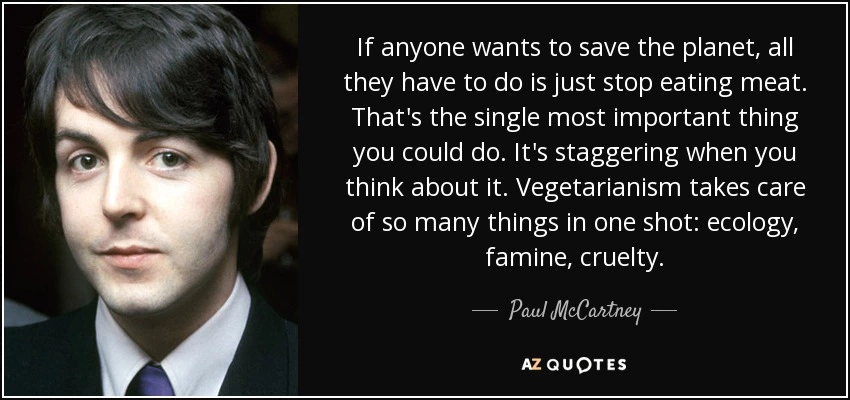 If anyone wants to save the planet, all
they have to do is just stop eating meat.
That's the single most important thing
you could do. It's staggering when you
think about it. Vegetarianism takes care
of so many things in one shot: ecology,
famine, cruelty.
Paul McCartney
AZ QUOTES